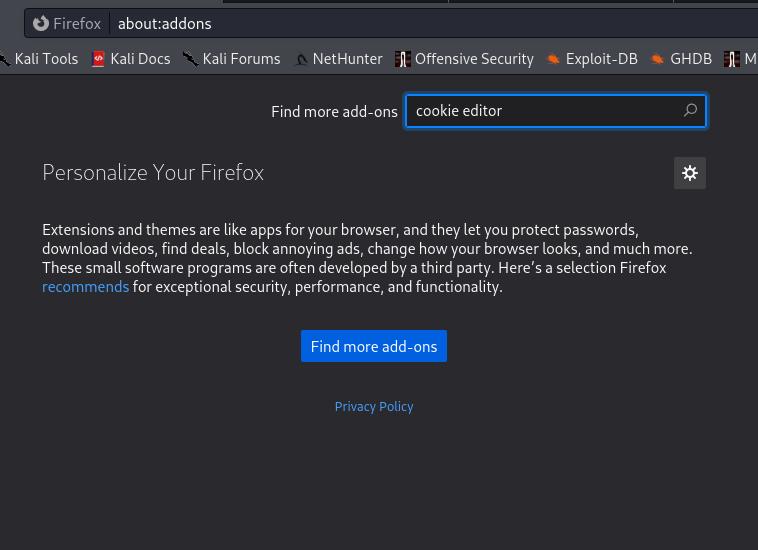 Firefox about:addons
Kali Tools Kali Docs Kali Forums NetHunter Offensive Security Exploit-DB GHDB M
Find more add-ons cookie editor
Personalize Your Firefox
Extensions and themes are like apps for your browser, and they let you protect passwords,
download videos, find deals, block annoying ads, change how your browser looks, and much more.
These small software programs are often developed by a third party. Here’s a selection Firefox
recommends for exceptional security, performance, and functionality.
Find more add-ons
Privacy Policy